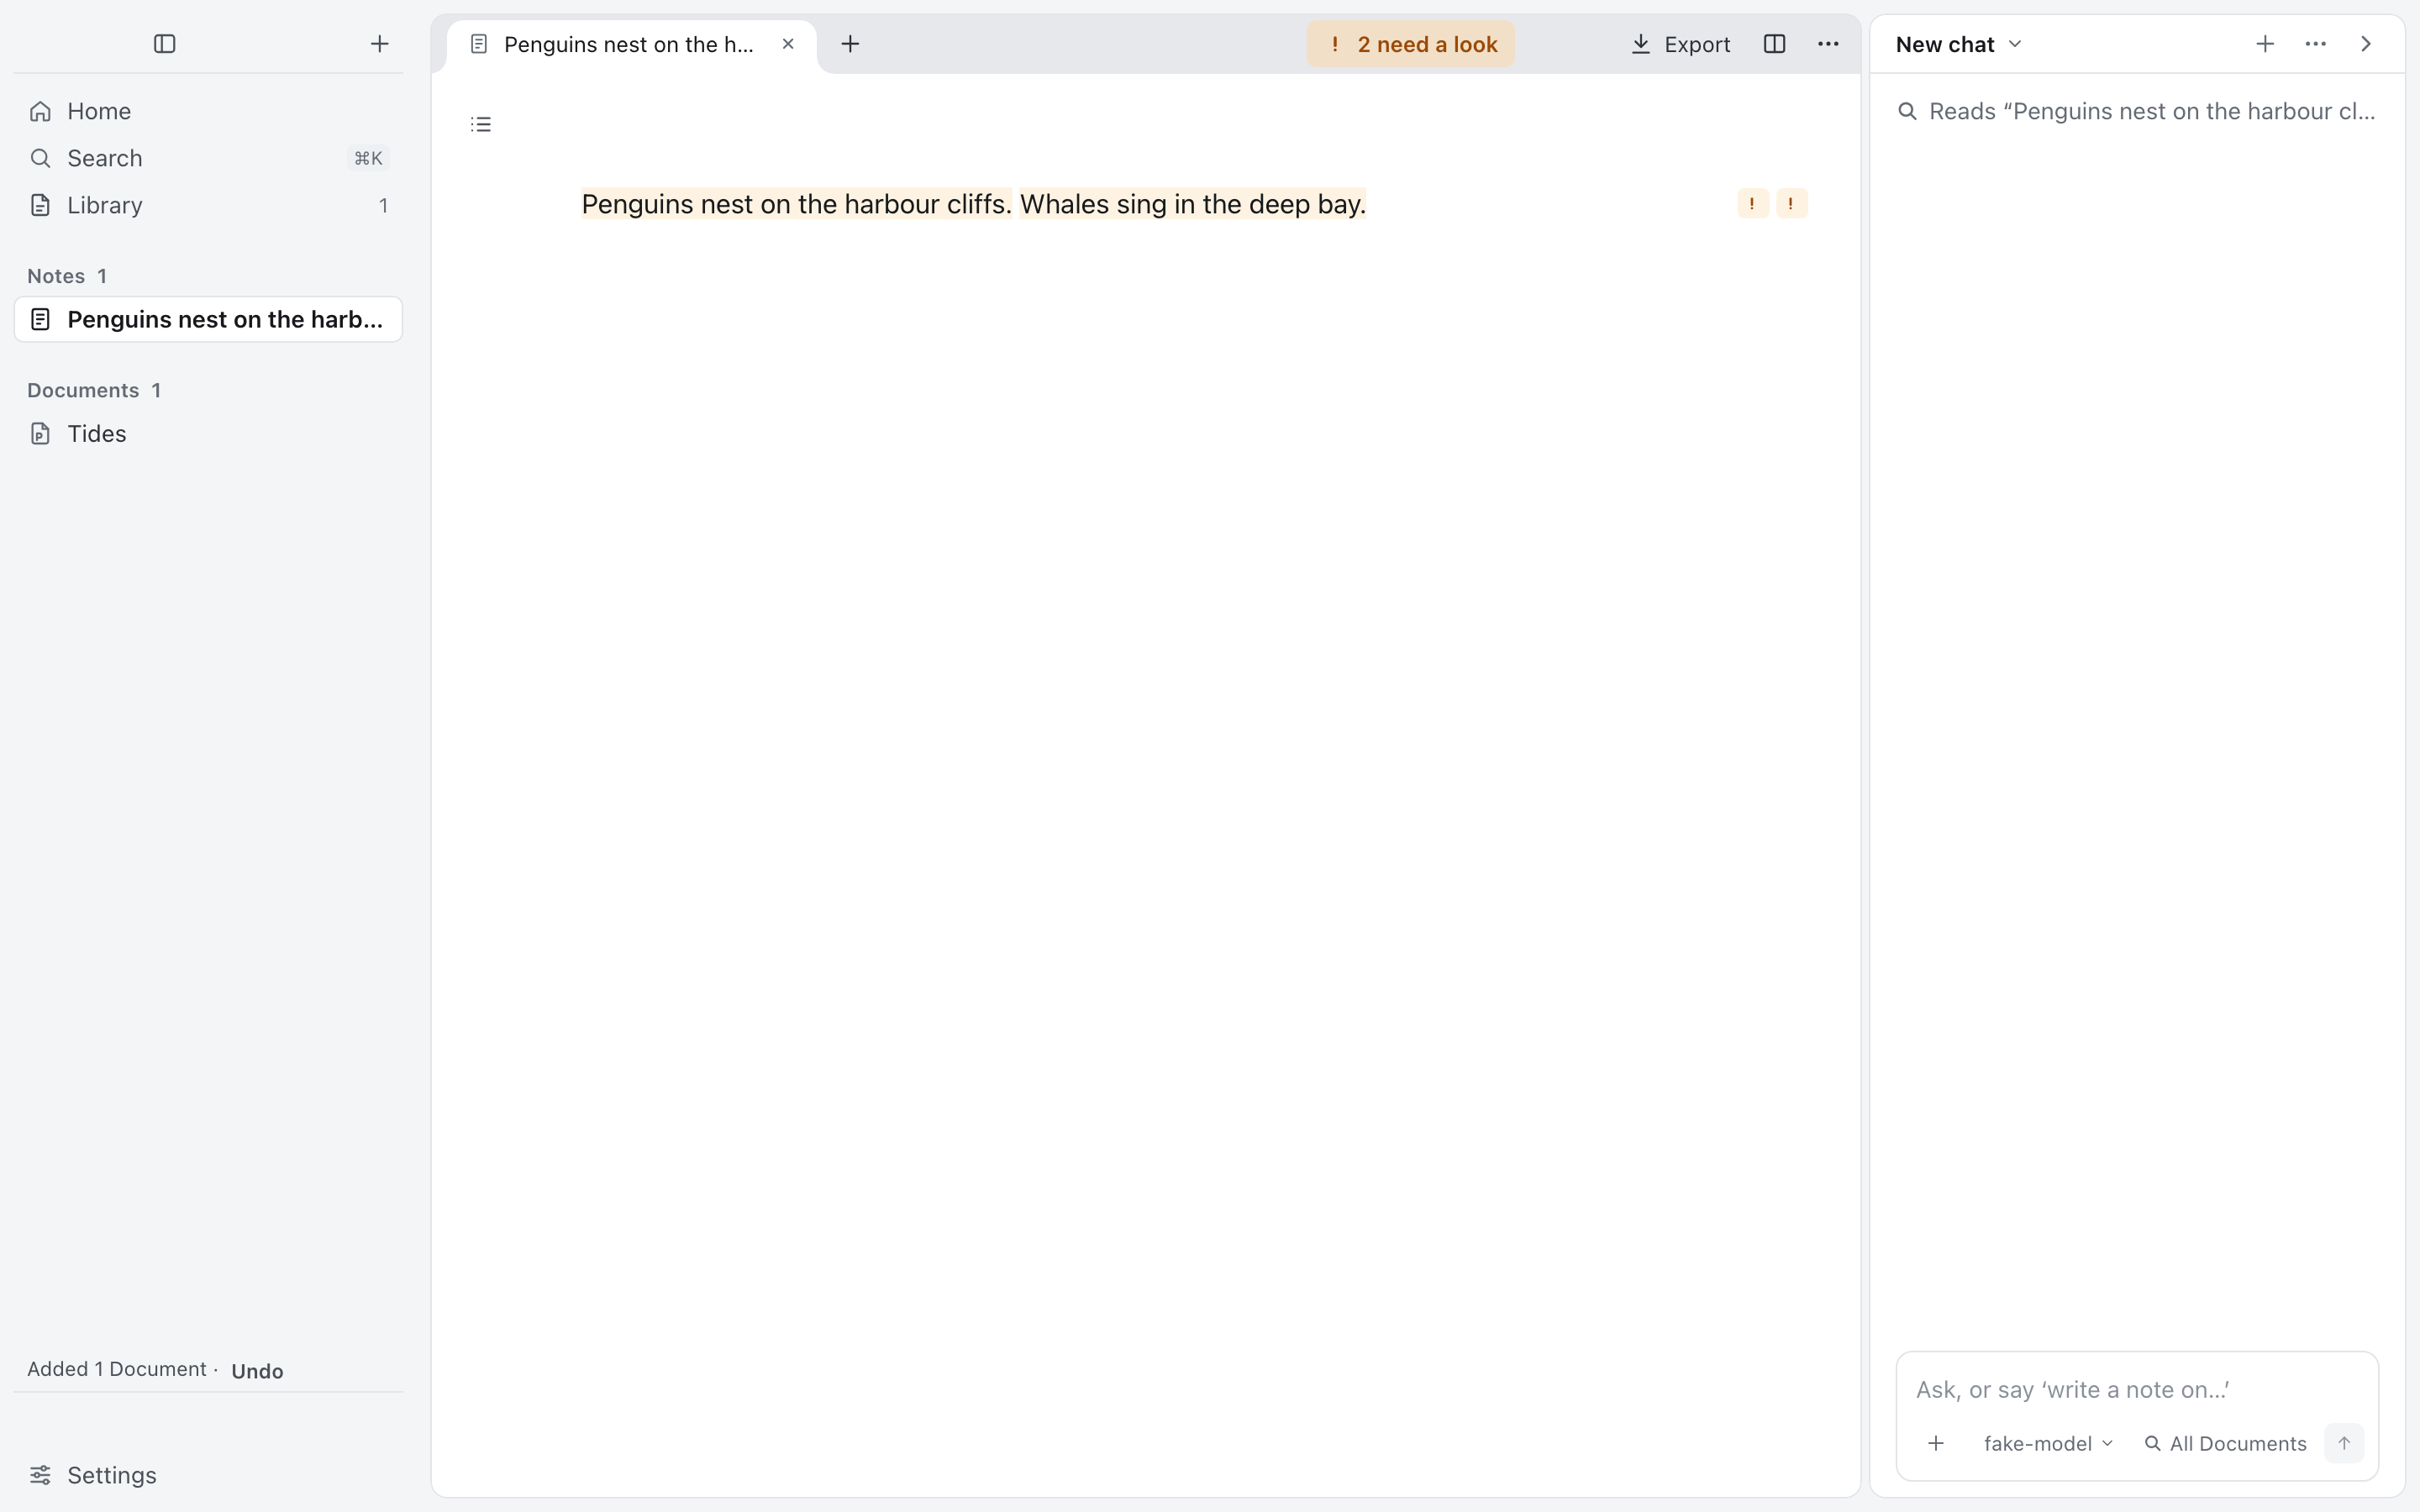 Penguins nest on the h...
2 need a look
Export
New chat
Home
Search ⌘K
Library 1
Notes 1
Penguins nest on the harb...
Documents 1
Tides
Added 1 Document · Undo
Settings
Penguins nest on the harbour cliffs. Whales sing in the deep bay.
! !
Reads “Penguins nest on the harbour cl...
Ask, or say ‘write a note on...’
fake-model
All Documents